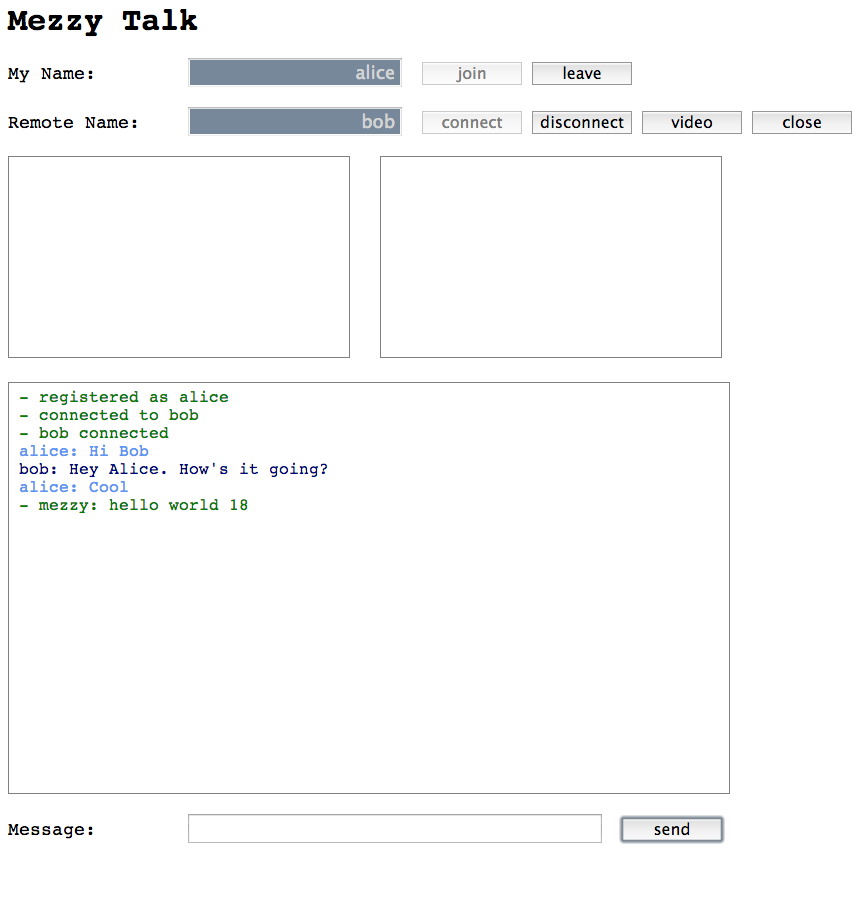 Mezzy Talk
My Name: alice join leave
Remote Name: bob connect disconnect video close
- registered as alice
- connected to bob
- bob connected
alice: Hi Bob
bob: Hey Alice. How's it going?
alice: Cool
- mezzy: hello world 18
Message: send